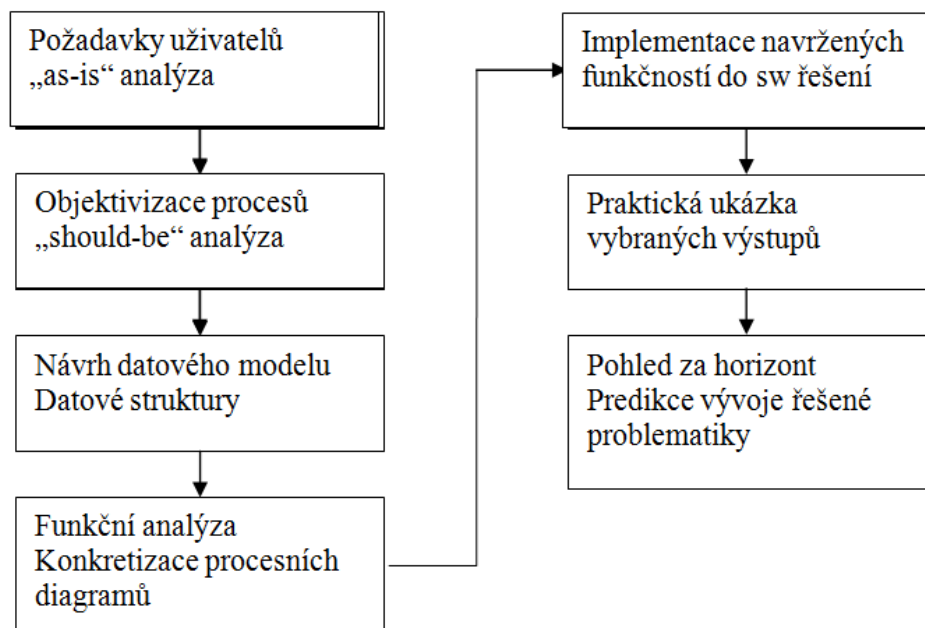 Požadavky uživatelů
„as-is“ analýza
Objektivizace procesů
„should-be“ analýza
Návrh datového modelu
Datové struktury
Funkční analýza
Konkretizace procesních
diagramů
Implementace navržených
funkčností do sw řešení
Praktická ukázka
vybraných výstupů
Pohled za horizont
Predikce vývoje řešené
problematiky